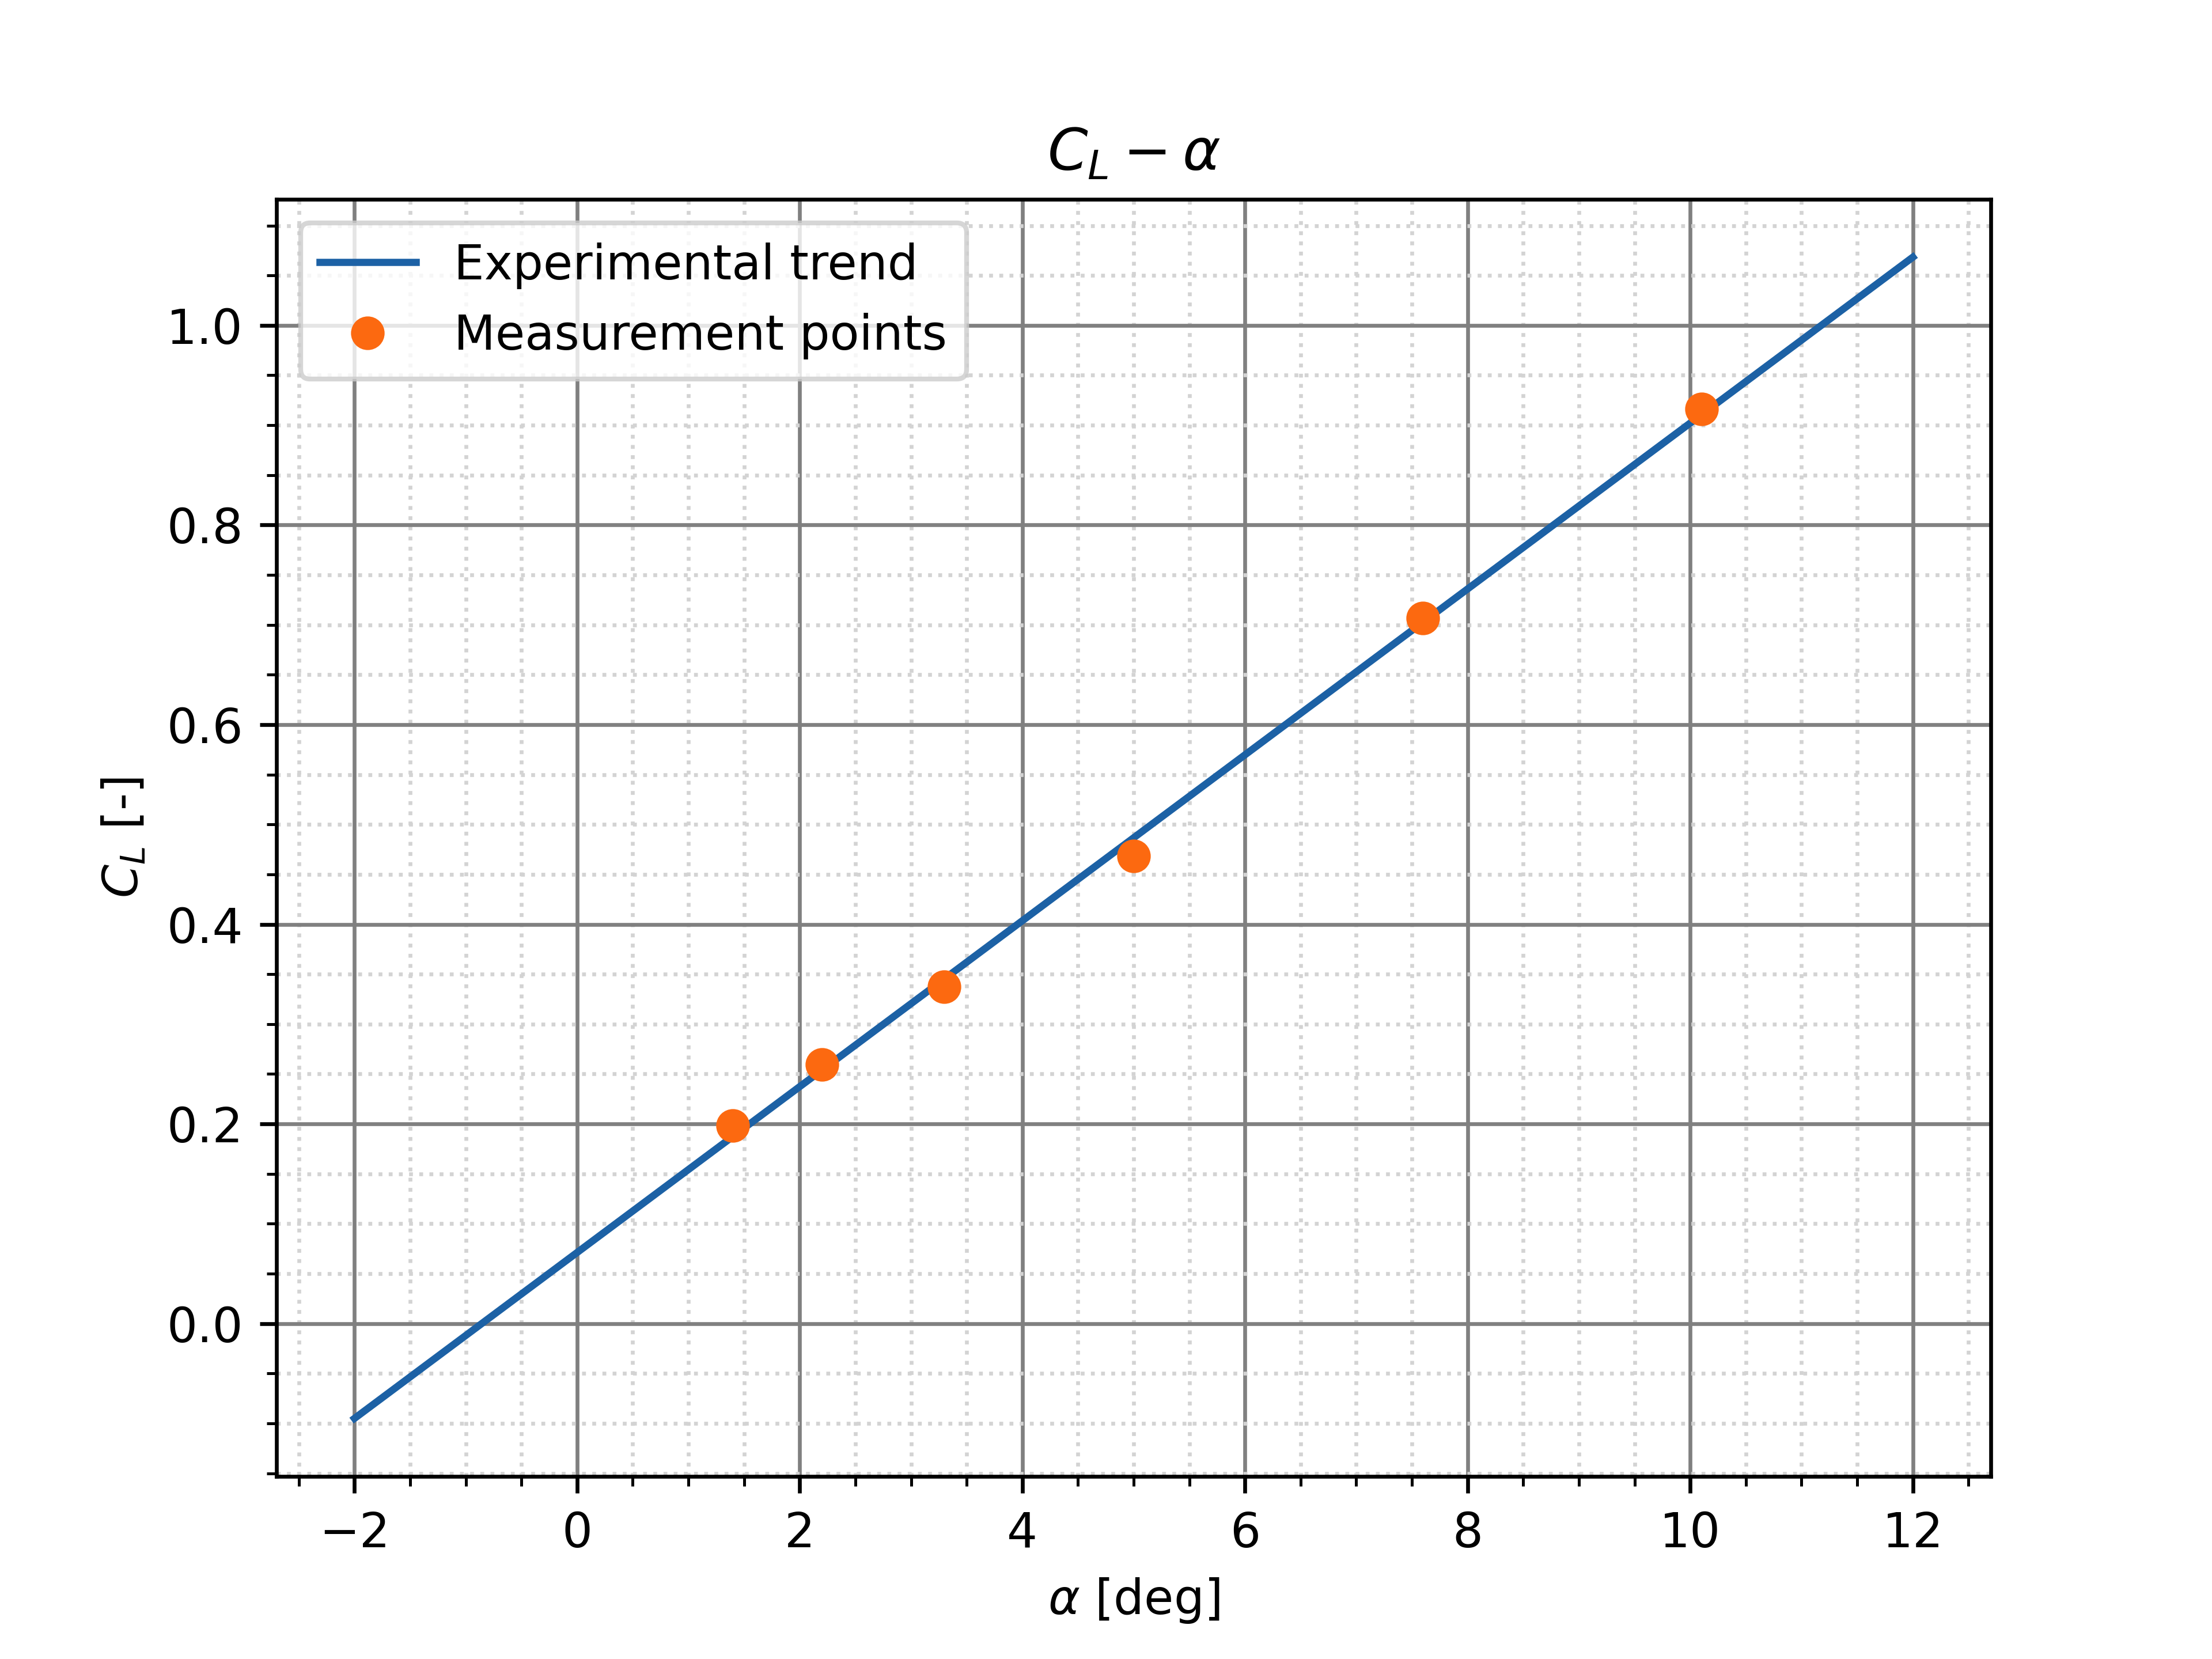 C_L − α
Experimental trend
Measurement points
1.0
0.8
0.6
0.4
0.2
0.0
C_L [-]
−2 0 2 4 6 8 10 12
α [deg]